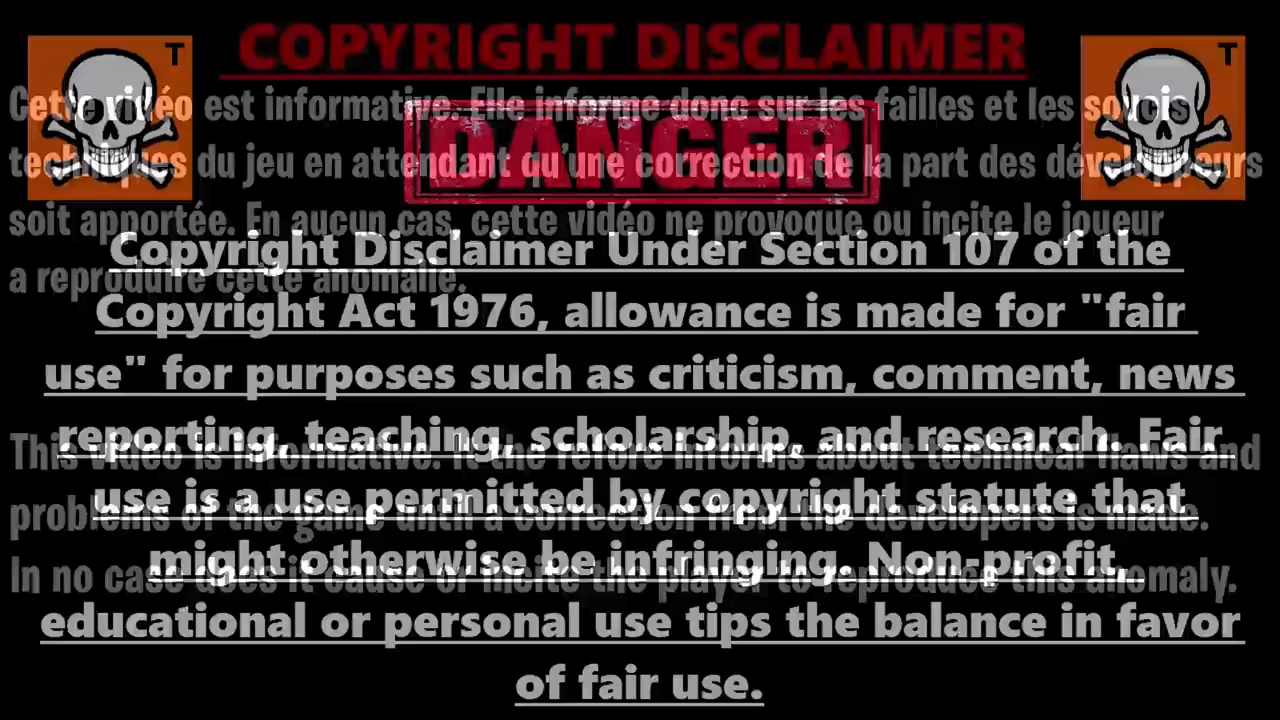 COPYRIGHT DISCLAIMER
T
T
DANGER
Cette vidéo est informative. Elle informe donc sur les failles et les soucis
techniques du jeu en attendant qu'une correction de la part des développeurs
soit apportée. En aucun cas, cette vidéo ne provoque ou incite le joueur
a reproduire cette anomalie.
Copyright Disclaimer Under Section 107 of the
Copyright Act 1976, allowance is made for "fair
use" for purposes such as criticism, comment, news
reporting, teaching, scholarship, and research. Fair
use is a use permitted by copyright statute that
might otherwise be infringing. Non-profit,
educational or personal use tips the balance in favor
of fair use.
This video is informative. It the refore informs about technical flaws and
problems of the game until a correction from the developers is made.
In no case does it cause or incite the player to reproduce this anomaly.